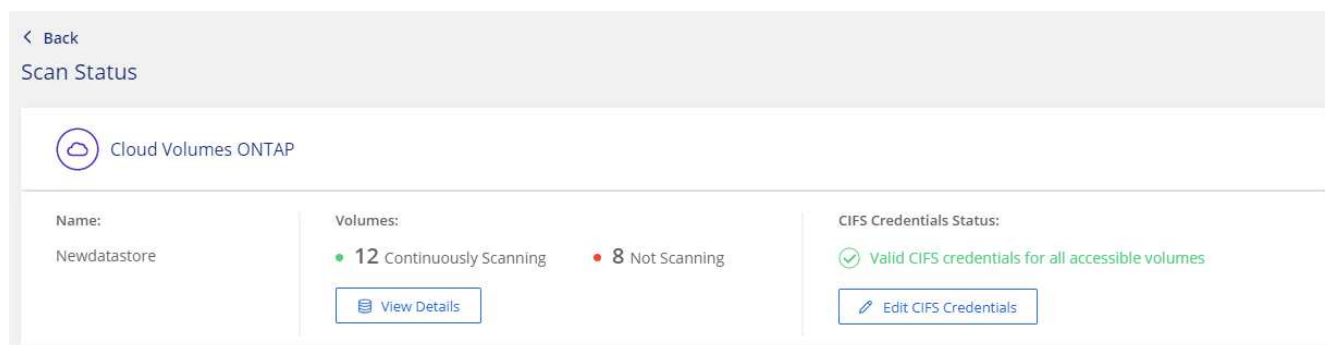 Back
Scan Status
Cloud Volumes ONTAP
Name:
Newdatastore
Volumes:
12 Continuously Scanning
8 Not Scanning
View Details
CIFS Credentials Status:
Valid CIFS credentials for all accessible volumes
Edit CIFS Credentials